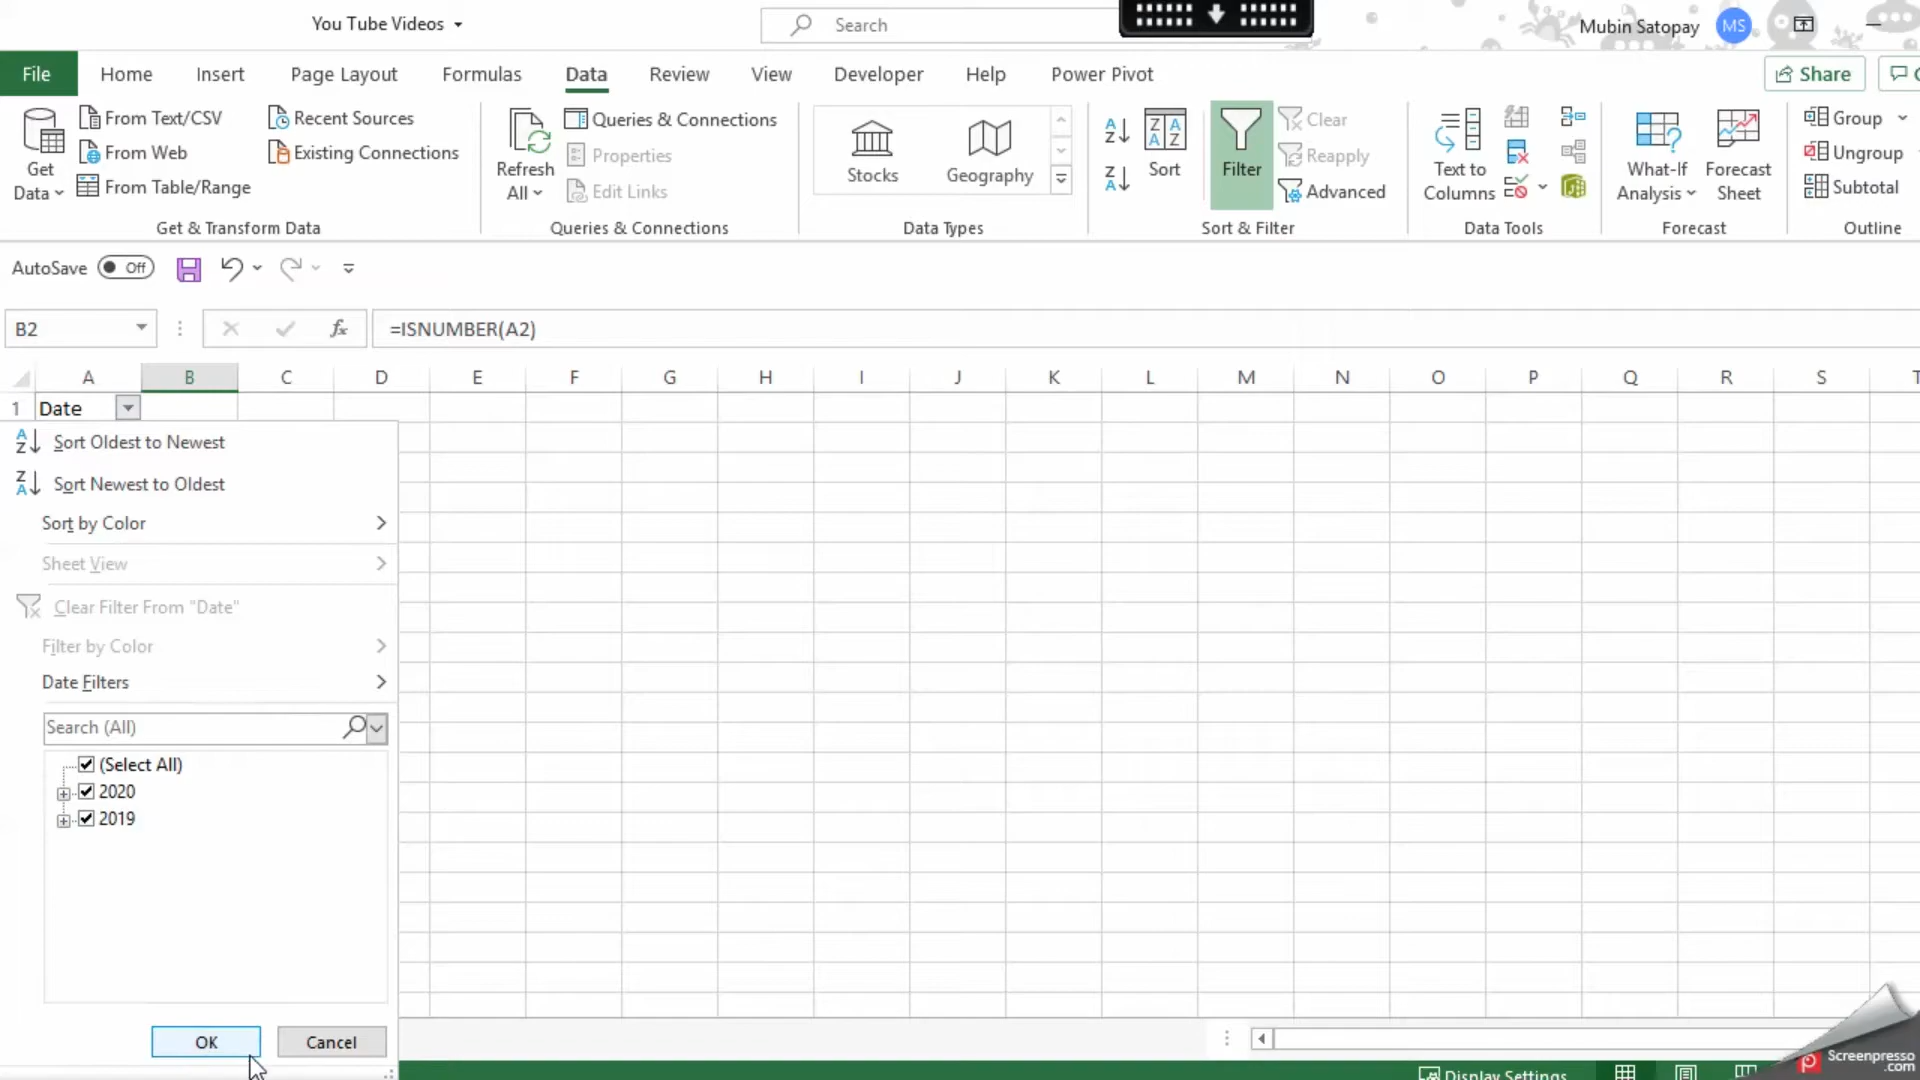 You Tube Videos
Search
Mubin Satopay
MS
File
Home
Insert
Page Layout
Formulas
Data
Review
View
Developer
Help
Power Pivot
Share
Get Data
From Text/CSV
From Web
From Table/Range
Recent Sources
Existing Connections
Get & Transform Data
Refresh All
Queries & Connections
Properties
Edit Links
Queries & Connections
Stocks
Geography
Data Types
Sort
Filter
Clear
Reapply
Advanced
Sort & Filter
Text to Columns
Data Tools
What-If Analysis
Forecast Sheet
Forecast
Group
Ungroup
Subtotal
Outline
AutoSave
Off
B2
fx
=ISNUMBER(A2)
A B C D E F G H I J K L M N O P Q R S T
1 Date
Sort Oldest to Newest
Sort Newest to Oldest
Sort by Color
Sheet View
Clear Filter From "Date"
Filter by Color
Date Filters
Search (All)
(Select All)
2020
2019
OK
Cancel
Display Settings
Screenpresso
.com